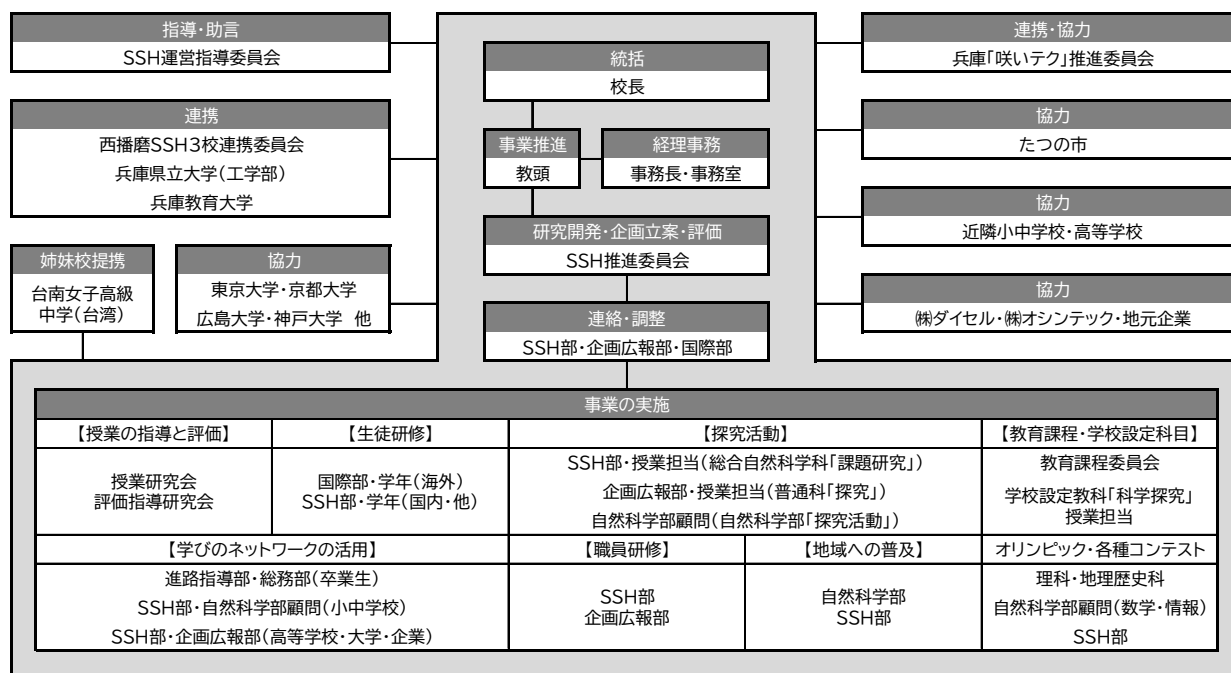 指導・助言
SSH運営指導委員会
連携
西播磨SSH3校連携委員会
兵庫県立大学(工学部)
兵庫教育大学
姉妹校提携
台南女子高級
中学(台湾)
協力
東京大学・京都大学
広島大学・神戸大学 他
統括
校長
事業推進
教頭
経理事務
事務長・事務室
研究開発・企画立案・評価
SSH推進委員会
連絡・調整
SSH部・企画広報部・国際部
連携・協力
兵庫「咲いテク」推進委員会
協力
たつの市
協力
近隣小中学校・高等学校
協力
㈱ダイセル・㈱オシンテック・地元企業
事業の実施
【授業の指導と評価】
授業研究会
評価指導研究会
【生徒研修】
国際部・学年(海外)
SSH部・学年(国内・他)
【探究活動】
SSH部・授業担当(総合自然科学科「課題研究」)
企画広報部・授業担当(普通科「探究」)
自然科学部顧問(自然科学部「探究活動」)
【教育課程・学校設定科目】
教育課程委員会
学校設定教科「科学探究」
授業担当
【学びのネットワークの活用】
進路指導部・総務部(卒業生)
SSH部・自然科学部顧問(小中学校)
SSH部・企画広報部(高等学校・大学・企業)
【職員研修】
SSH部
企画広報部
【地域への普及】
自然科学部
SSH部
オリンピック・各種コンテスト
理科・地理歴史科
自然科学部顧問(数学・情報)
SSH部